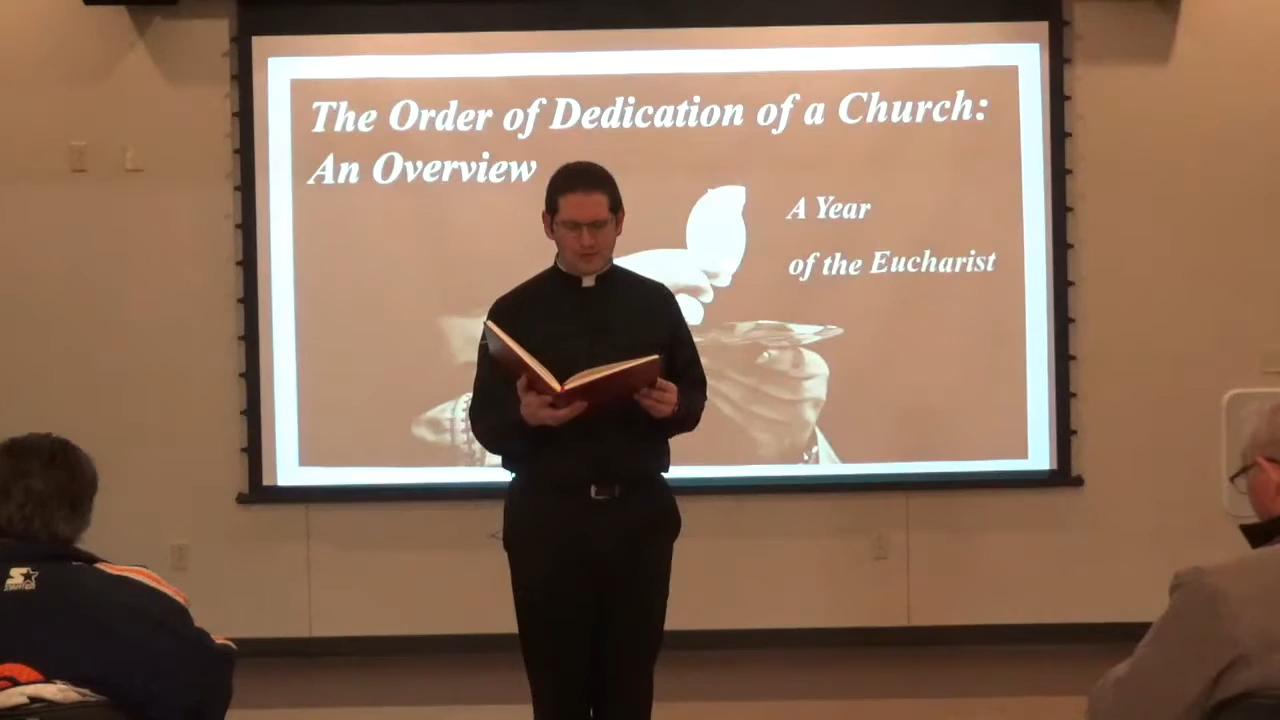 The Order of Dedication of a Church:
An Overview
A Year
of the Eucharist